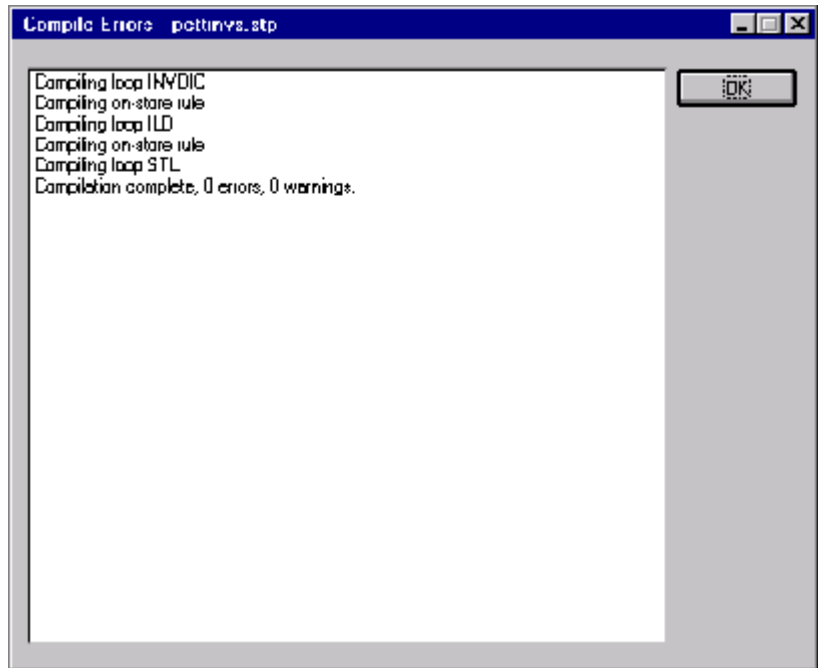 Compile Errors pettinvs.stp
OK
Compiling loop INVOIC
Compiling on-store rule
Compiling loop ILD
Compiling on-store rule
Compiling loop STL
Compilation complete, 0 errors, 0 warnings.